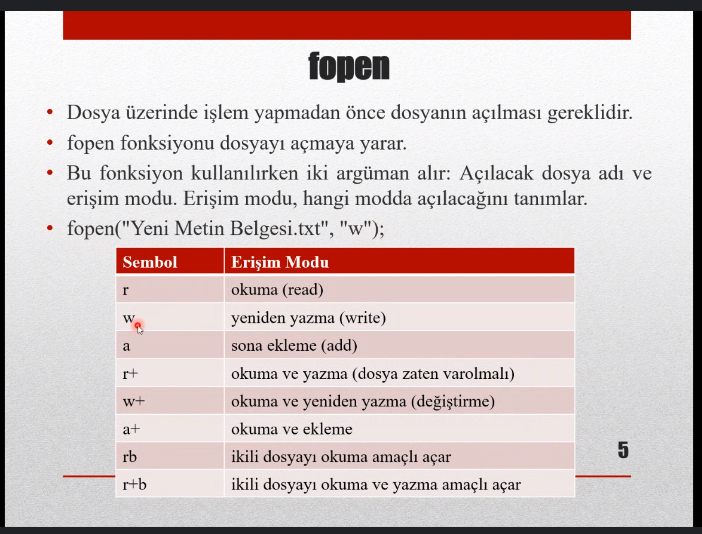 fopen
• Dosya üzerinde işlem yapmadan önce dosyanın açılması gereklidir.
• fopen fonksiyonu dosyayı açmaya yarar.
• Bu fonksiyon kullanılırken iki argüman alır: Açılacak dosya adı ve
erişim modu. Erişim modu, hangi modda açılacağını tanımlar.
• fopen("Yeni Metin Belgesi.txt", "w");
Sembol Erişim Modu
r okuma (read)
w yeniden yazma (write)
a sona ekleme (add)
r+ okuma ve yazma (dosya zaten varolmalı)
w+ okuma ve yeniden yazma (değiştirme)
a+ okuma ve ekleme
rb ikili dosyayı okuma amaçlı açar
r+b ikili dosyayı okuma ve yazma amaçlı açar
5